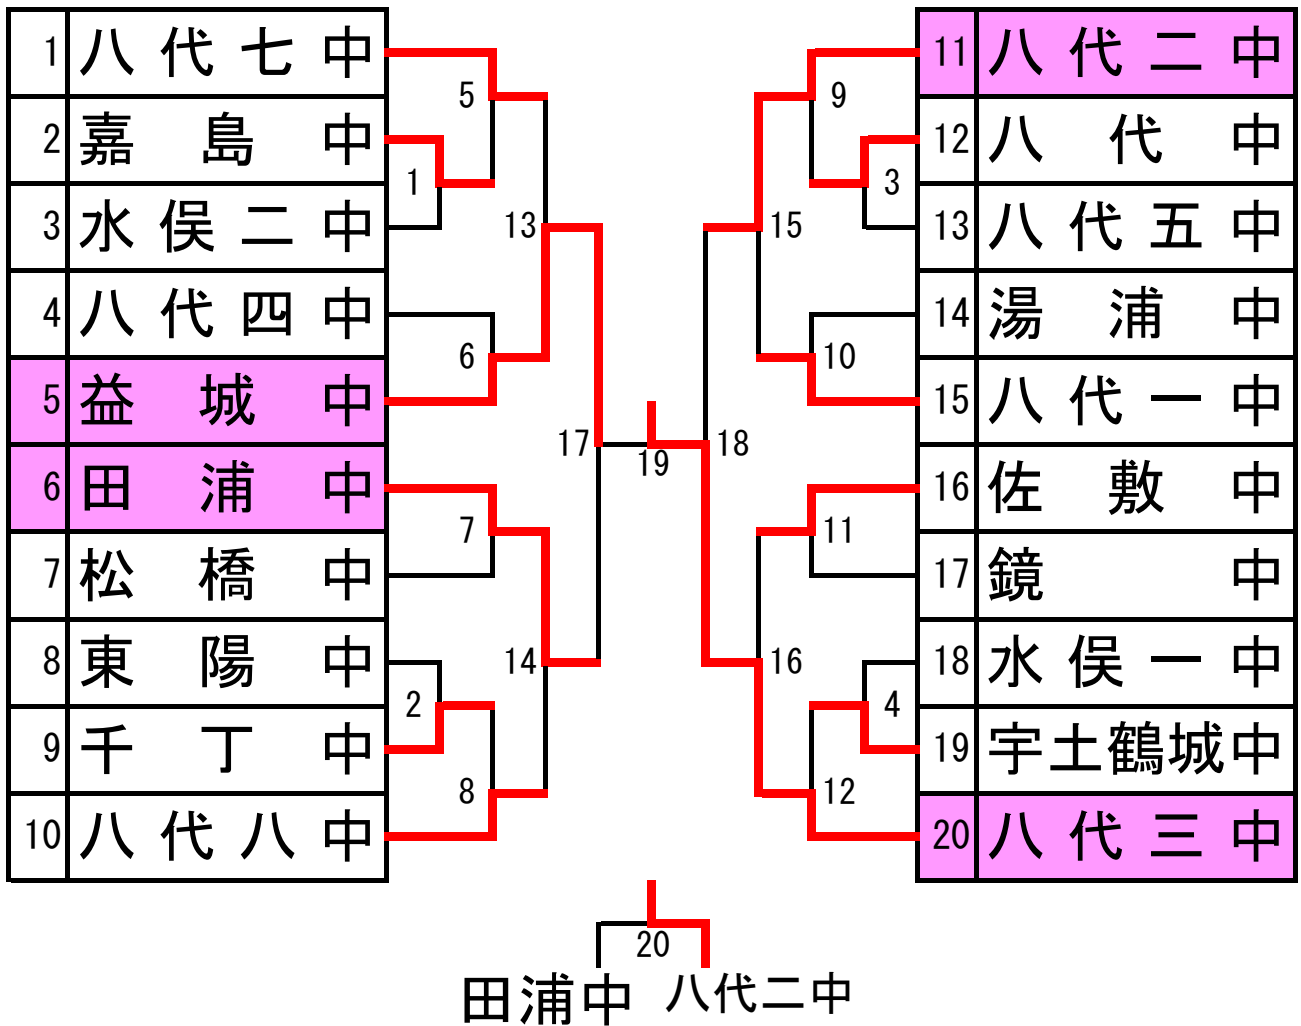 1 八代七中
2 嘉島中
3 水俣二中
4 八代四中
5 益城中
6 田浦中
7 松橋中
8 東陽中
9 千丁中
10 八代八中
5
1
13
6
17
7
14
2
8
19
9
3
15
10
18
11
16
4
12
11 八代二中
12 八代中
13 八代五中
14 湯浦中
15 八代一中
16 佐敷中
17 鏡中
18 水俣一中
19 宇土鶴城中
20 八代三中
20
田浦中 八代二中